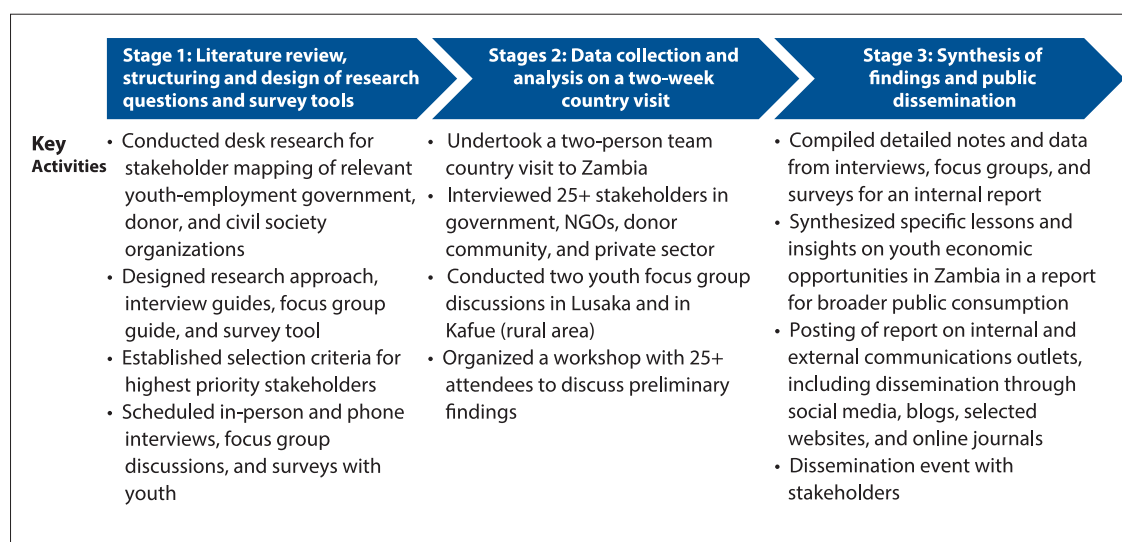 Stage 1: Literature review,
structuring and design of research
questions and survey tools
Stages 2: Data collection and
analysis on a two-week
country visit
Stage 3: Synthesis of
findings and public
dissemination
Key
Activities
• Conducted desk research for
stakeholder mapping of relevant
youth-employment government,
donor, and civil society
organizations
• Designed research approach,
interview guides, focus group
guide, and survey tool
• Established selection criteria for
highest priority stakeholders
• Scheduled in-person and phone
interviews, focus group
discussions, and surveys with
youth
• Undertook a two-person team
country visit to Zambia
• Interviewed 25+ stakeholders in
government, NGOs, donor
community, and private sector
• Conducted two youth focus group
discussions in Lusaka and in
Kafue (rural area)
• Organized a workshop with 25+
attendees to discuss preliminary
findings
• Compiled detailed notes and data
from interviews, focus groups, and
surveys for an internal report
• Synthesized specific lessons and
insights on youth economic
opportunities in Zambia in a report
for broader public consumption
• Posting of report on internal and
external communications outlets,
including dissemination through
social media, blogs, selected
websites, and online journals
• Dissemination event with
stakeholders